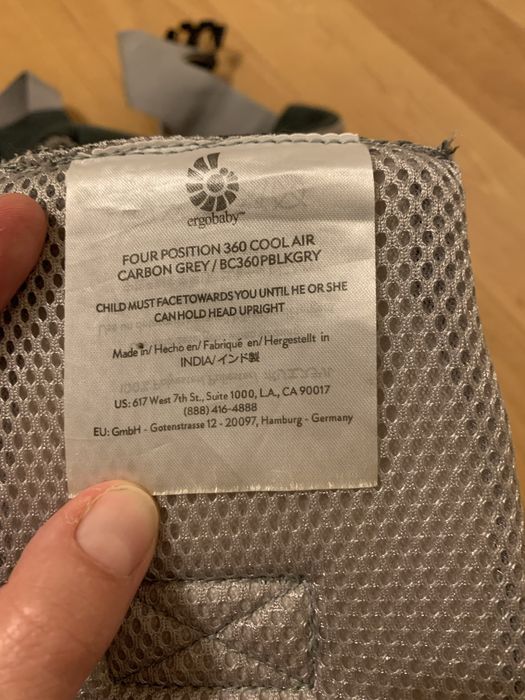 ergobaby™
FOUR POSITION 360 COOL AIR
CARBON GREY / BC360PBLKGRY
CHILD MUST FACE TOWARDS YOU UNTIL HE OR SHE
CAN HOLD HEAD UPRIGHT
Made in/ Hecho en/ Fabriqué en/Hergestellt in
INDIA/インド製
US: 617 West 7th St., Suite 1000, L.A., CA 90017
(888) 416-4888
EU: GmbH - Gotenstrasse 12 - 20097, Hamburg - Germany